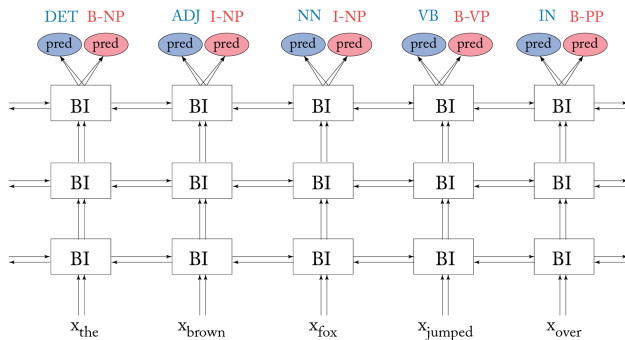 DET B-NP ADJ I-NP NN I-NP VB B-VP IN B-PP
pred pred pred pred pred pred pred pred pred pred
BI BI BI BI BI
BI BI BI BI BI
BI BI BI BI BI
x_the x_brown x_fox x_jumped x_over